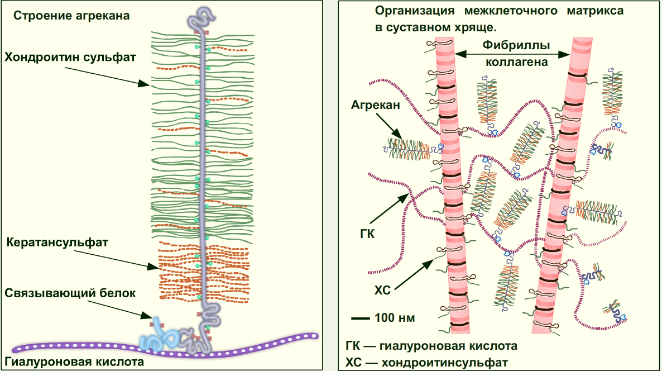 Строение агрекана
Хондроитин сульфат
Кератансульфат
Связывающий белок
Гиалуроновая кислота
Организация межклеточного матрикса
в суставном хряще.
Фибриллы
коллагена
Агрекан
ГК
ХС
100 нм
ГК — гиалуроновая кислота
ХС — хондроитинсульфат